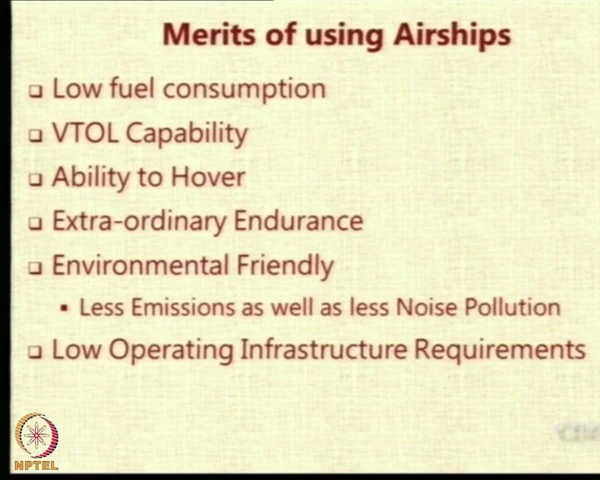 Merits of using Airships
Low fuel consumption
VTOL Capability
Ability to Hover
Extra-ordinary Endurance
Environmental Friendly
Less Emissions as well as less Noise Pollution
Low Operating Infrastructure Requirements
NPTEL